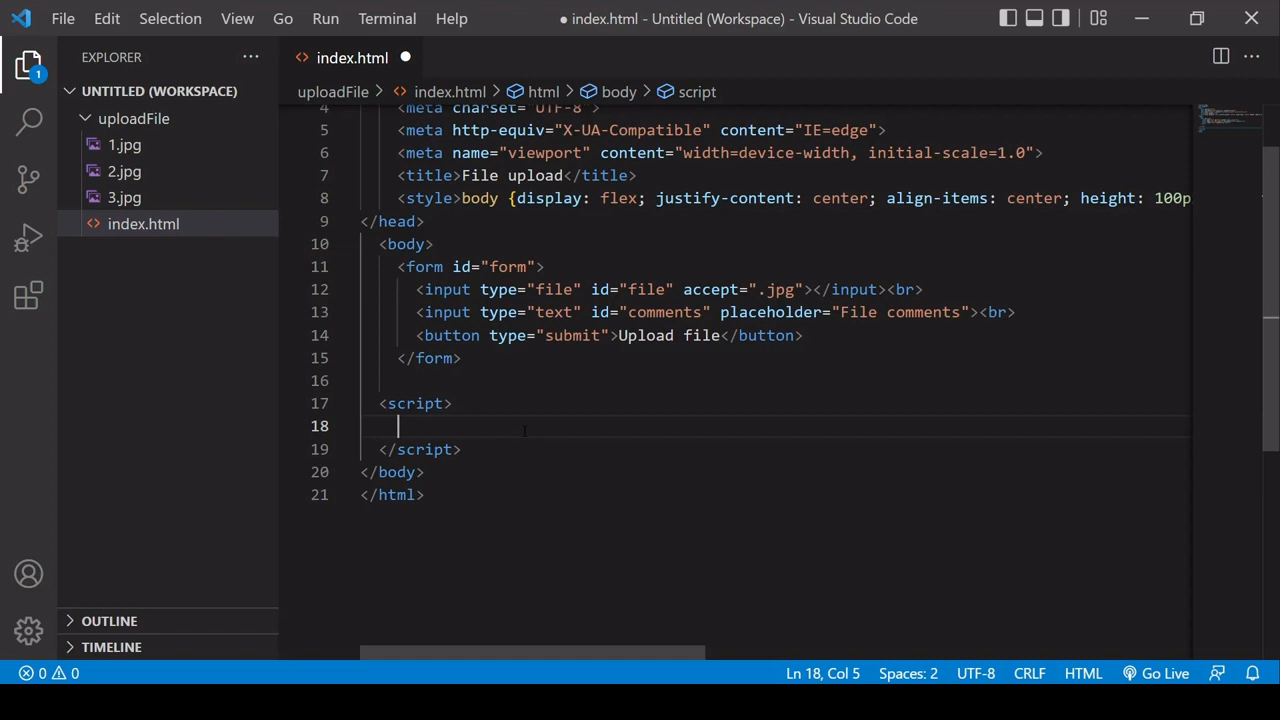 File Edit Selection View Go Run Terminal Help ● index.html - Untitled (Workspace) - Visual Studio Code
EXPLORER ···
1
UNTITLED (WORKSPACE)
uploadFile
1.jpg
2.jpg
3.jpg
index.html
OUTLINE
TIMELINE
index.html
uploadFile > index.html > html > body > script
4 <meta charset="UTF-8">
5 <meta http-equiv="X-UA-Compatible" content="IE=edge">
6 <meta name="viewport" content="width=device-width, initial-scale=1.0">
7 <title>File upload</title>
8 <style>body {display: flex; justify-content: center; align-items: center; height: 100p
9 </head>
10 <body>
11 <form id="form">
12 <input type="file" id="file" accept=".jpg"></input><br>
13 <input type="text" id="comments" placeholder="File comments"><br>
14 <button type="submit">Upload file</button>
15 </form>
16
17 <script>
18
19 </script>
20 </body>
21 </html>
0 0 Ln 18, Col 5 Spaces: 2 UTF-8 CRLF HTML Go Live